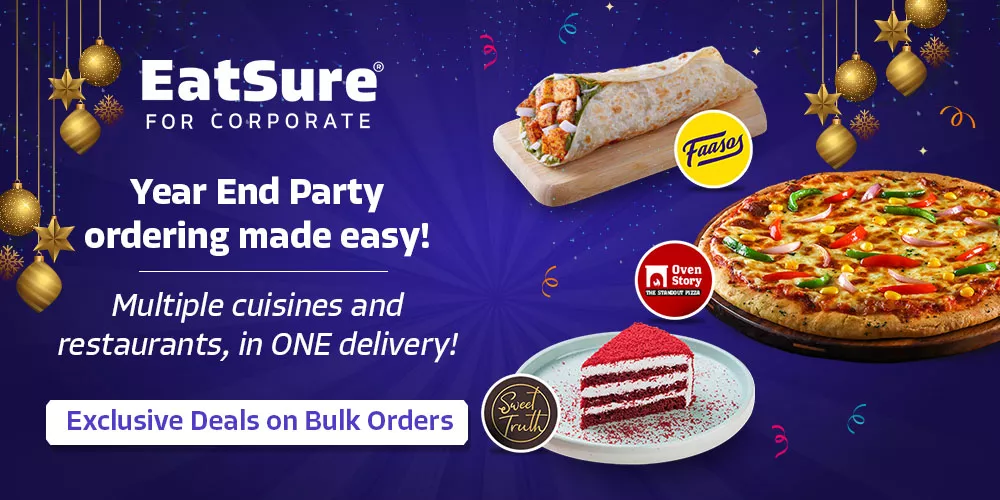 EatSure®
FOR CORPORATE
Year End Party
ordering made easy!
Multiple cuisines and
restaurants, in ONE delivery!
Exclusive Deals on Bulk Orders
Faasos
Oven
Story
THE STANDOUT PIZZA
Sweet
Truth